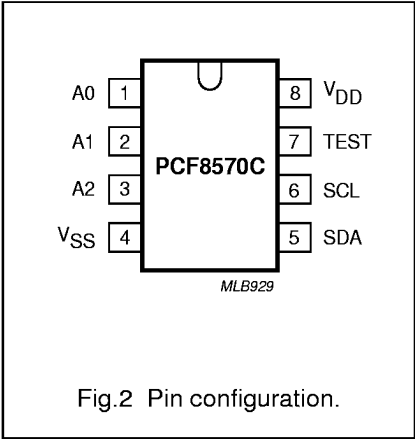 A0 1 8 VDD
A1 2 7 TEST
PCF8570C
A2 3 6 SCL
VSS 4 5 SDA
MLB929
Fig.2 Pin configuration.